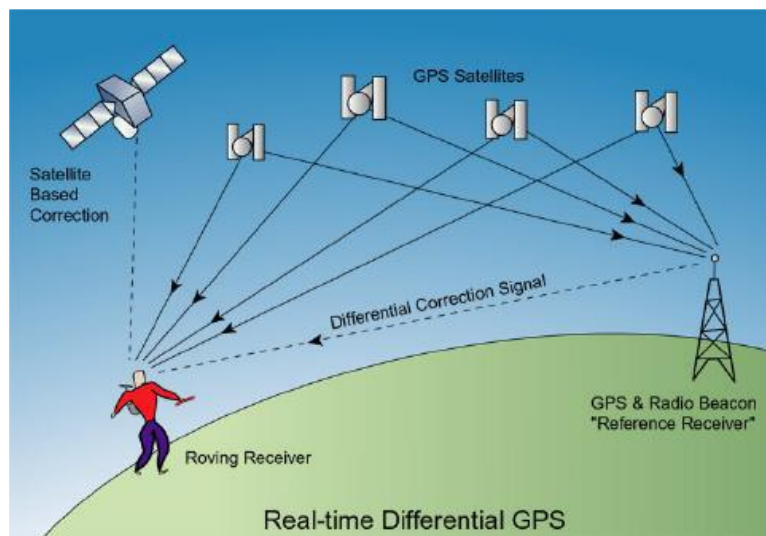 GPS Satellites
Satellite
Based
Correction
Differential Correction Signal
GPS & Radio Beacon
"Reference Receiver"
Roving Receiver
Real-time Differential GPS